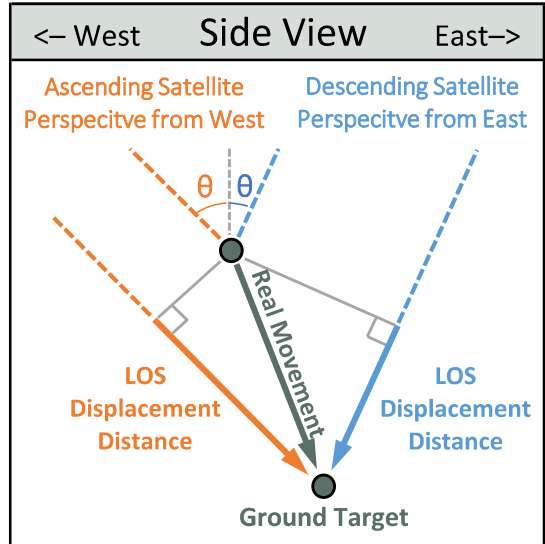 <– West Side View East–>
Ascending Satellite
Perspecitve from West
Descending Satellite
Perspecitve from East
θ θ
Real Movement
LOS
Displacement
Distance
LOS
Displacement
Distance
Ground Target